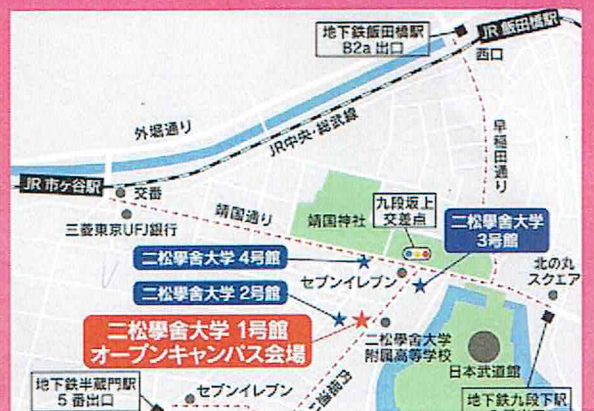 地下鉄飯田橋駅
B2a 出口
JR 飯田橋駅
西口
外堀通り
JR中央・総武線
早稲田通り
JR 市ヶ谷駅
交番
三菱東京UFJ銀行
靖国通り
靖国神社
九段坂上
交差点
二松學舍大学
3号館
二松學舍大学 4号館
セブンイレブン
北の丸
スクエア
二松學舍大学 2号館
二松學舍大学 1号館
オープンキャンパス会場
二松學舍大学
附属高等学校
日本武道館
地下鉄半蔵門駅
5 番出口
セブンイレブン
地下鉄九段下駅